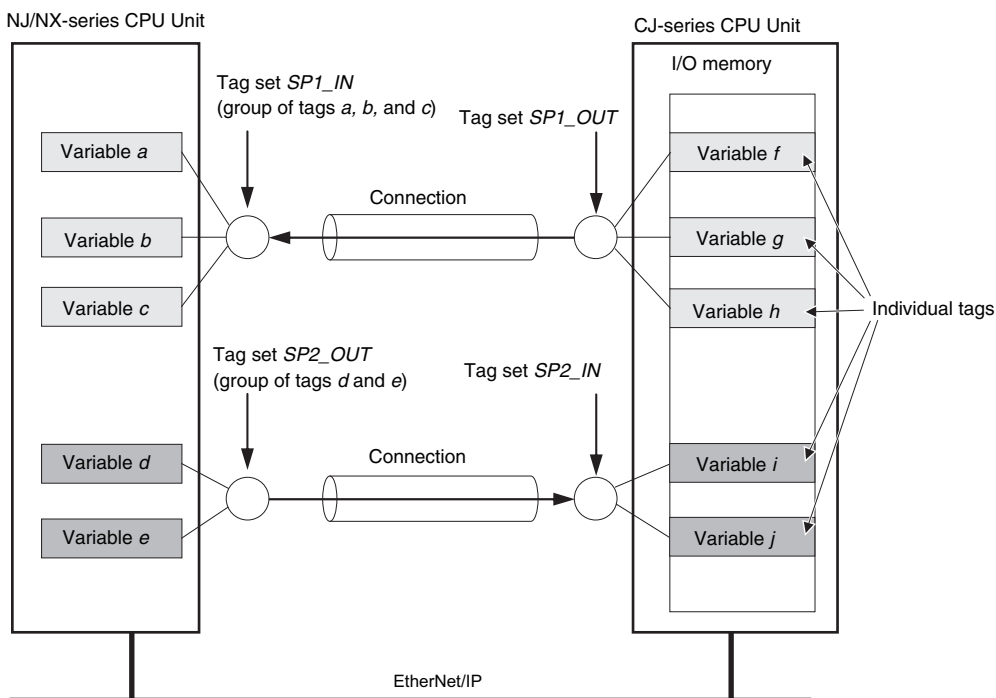 NJ/NX-series CPU Unit
CJ-series CPU Unit
I/O memory
Tag set SP1_IN
(group of tags a, b, and c)
Tag set SP1_OUT
Variable a
Variable f
Connection
Variable b
Variable g
Variable c
Variable h
Individual tags
Tag set SP2_OUT
(group of tags d and e)
Tag set SP2_IN
Variable d
Connection
Variable i
Variable e
Variable j
EtherNet/IP